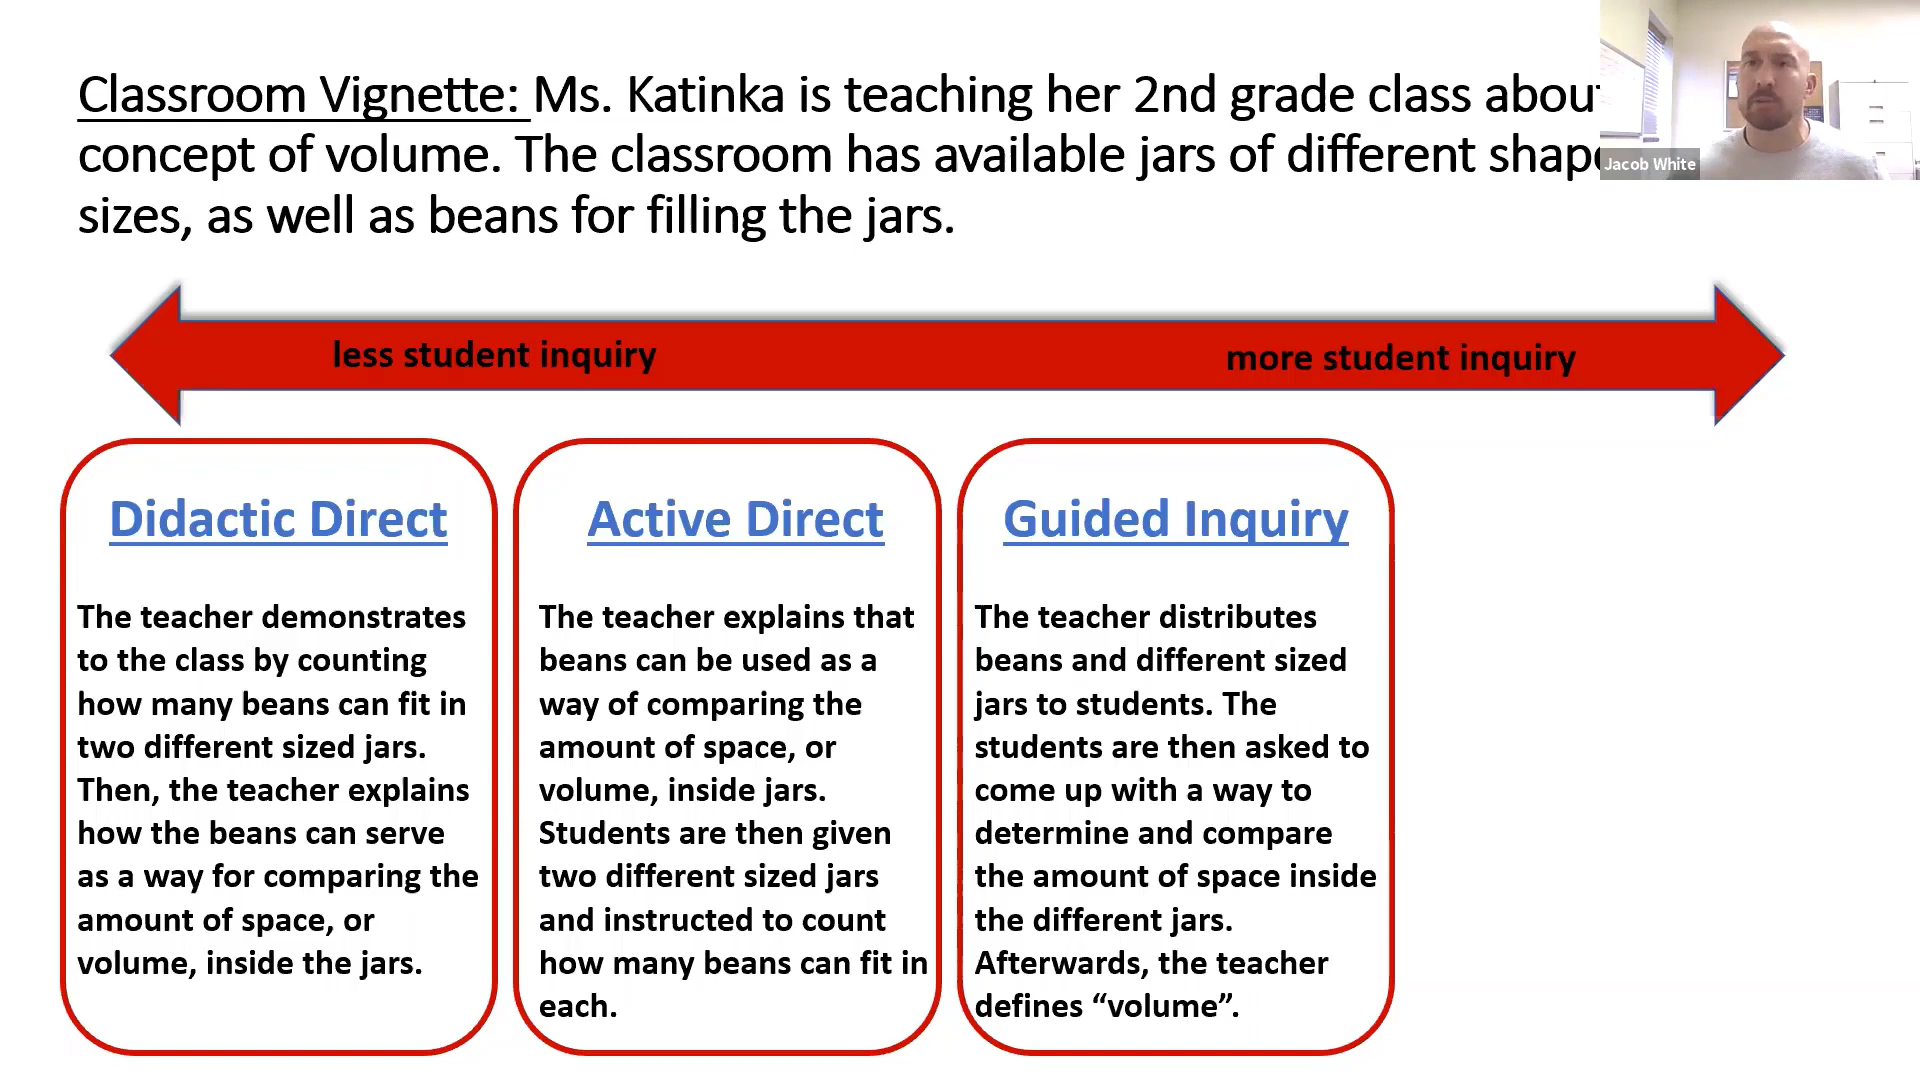 Classroom Vignette: Ms. Katinka is teaching her 2nd grade class
concept of volume. The classroom has available jars of different
sizes, as well as beans for filling the jars.
Jacob White
less student inquiry
more student inquiry
Didactic Direct
The teacher demonstrates
to the class by counting
how many beans can fit in
two different sized jars.
Then, the teacher explains
how the beans can serve
as a way for comparing the
amount of space, or
volume, inside the jars.
Active Direct
The teacher explains that
beans can be used as a
way of comparing the
amount of space, or
volume, inside jars.
Students are then given
two different sized jars
and instructed to count
how many beans can fit in
each.
Guided Inquiry
The teacher distributes
beans and different sized
jars to students. The
students are then asked to
come up with a way to
determine and compare
the amount of space inside
the different jars.
Afterwards, the teacher
defines “volume”.